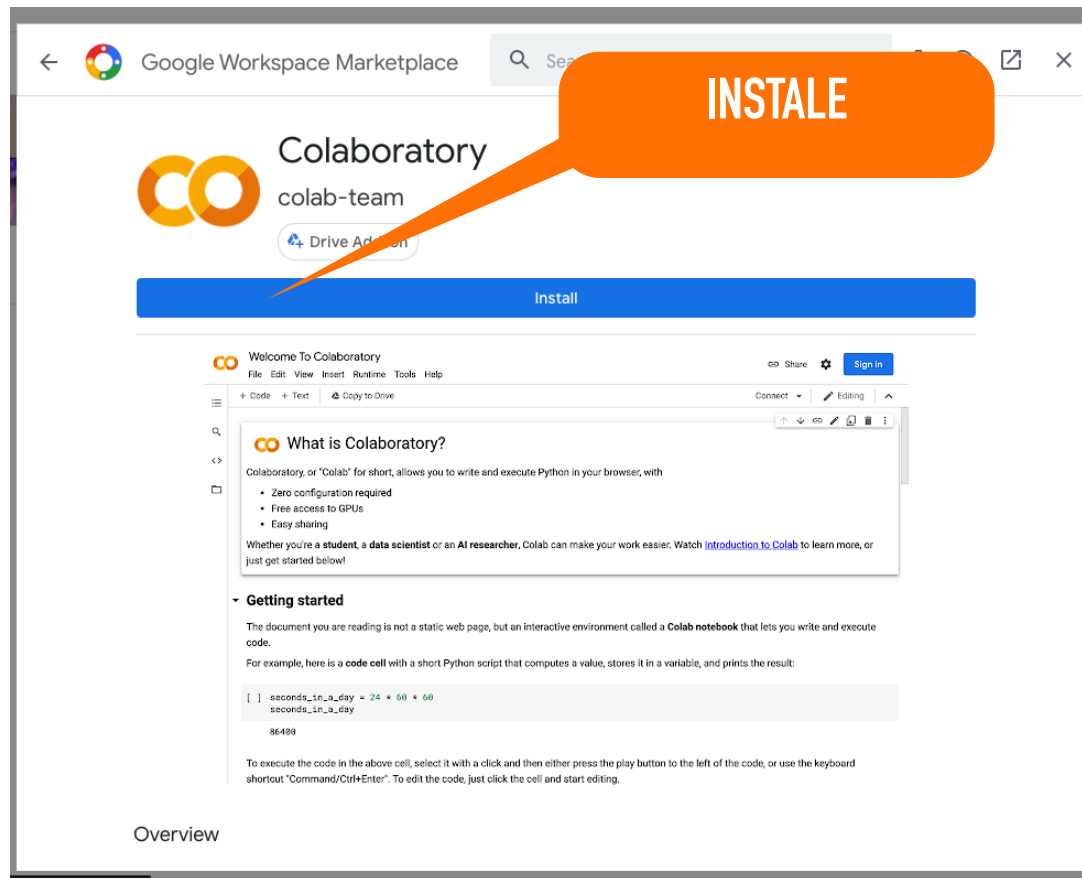 Google Workspace Marketplace
INSTALE
Colaboratory
colab-team
Drive
Install
Welcome To Colaboratory
File Edit View Insert Runtime Tools Help
Share
Sign in
+ Code + Text Copy to Drive
Connect
Editing
What is Colaboratory?
Colaboratory, or "Colab" for short, allows you to write and execute Python in your browser, with
• Zero configuration required
• Free access to GPUs
• Easy sharing
Whether you're a student, a data scientist or an AI researcher, Colab can make your work easier. Watch Introduction to Colab to learn more, or
just get started below!
Getting started
The document you are reading is not a static web page, but an interactive environment called a Colab notebook that lets you write and execute
code.
For example, here is a code cell with a short Python script that computes a value, stores it in a variable, and prints the result:
[ ] seconds_in_a_day = 24 * 60 * 60
seconds_in_a_day
86400
To execute the code in the above cell, select it with a click and then either press the play button to the left of the code, or use the keyboard
shortcut "Command/Ctrl+Enter". To edit the code, just click the cell and start editing.
Overview